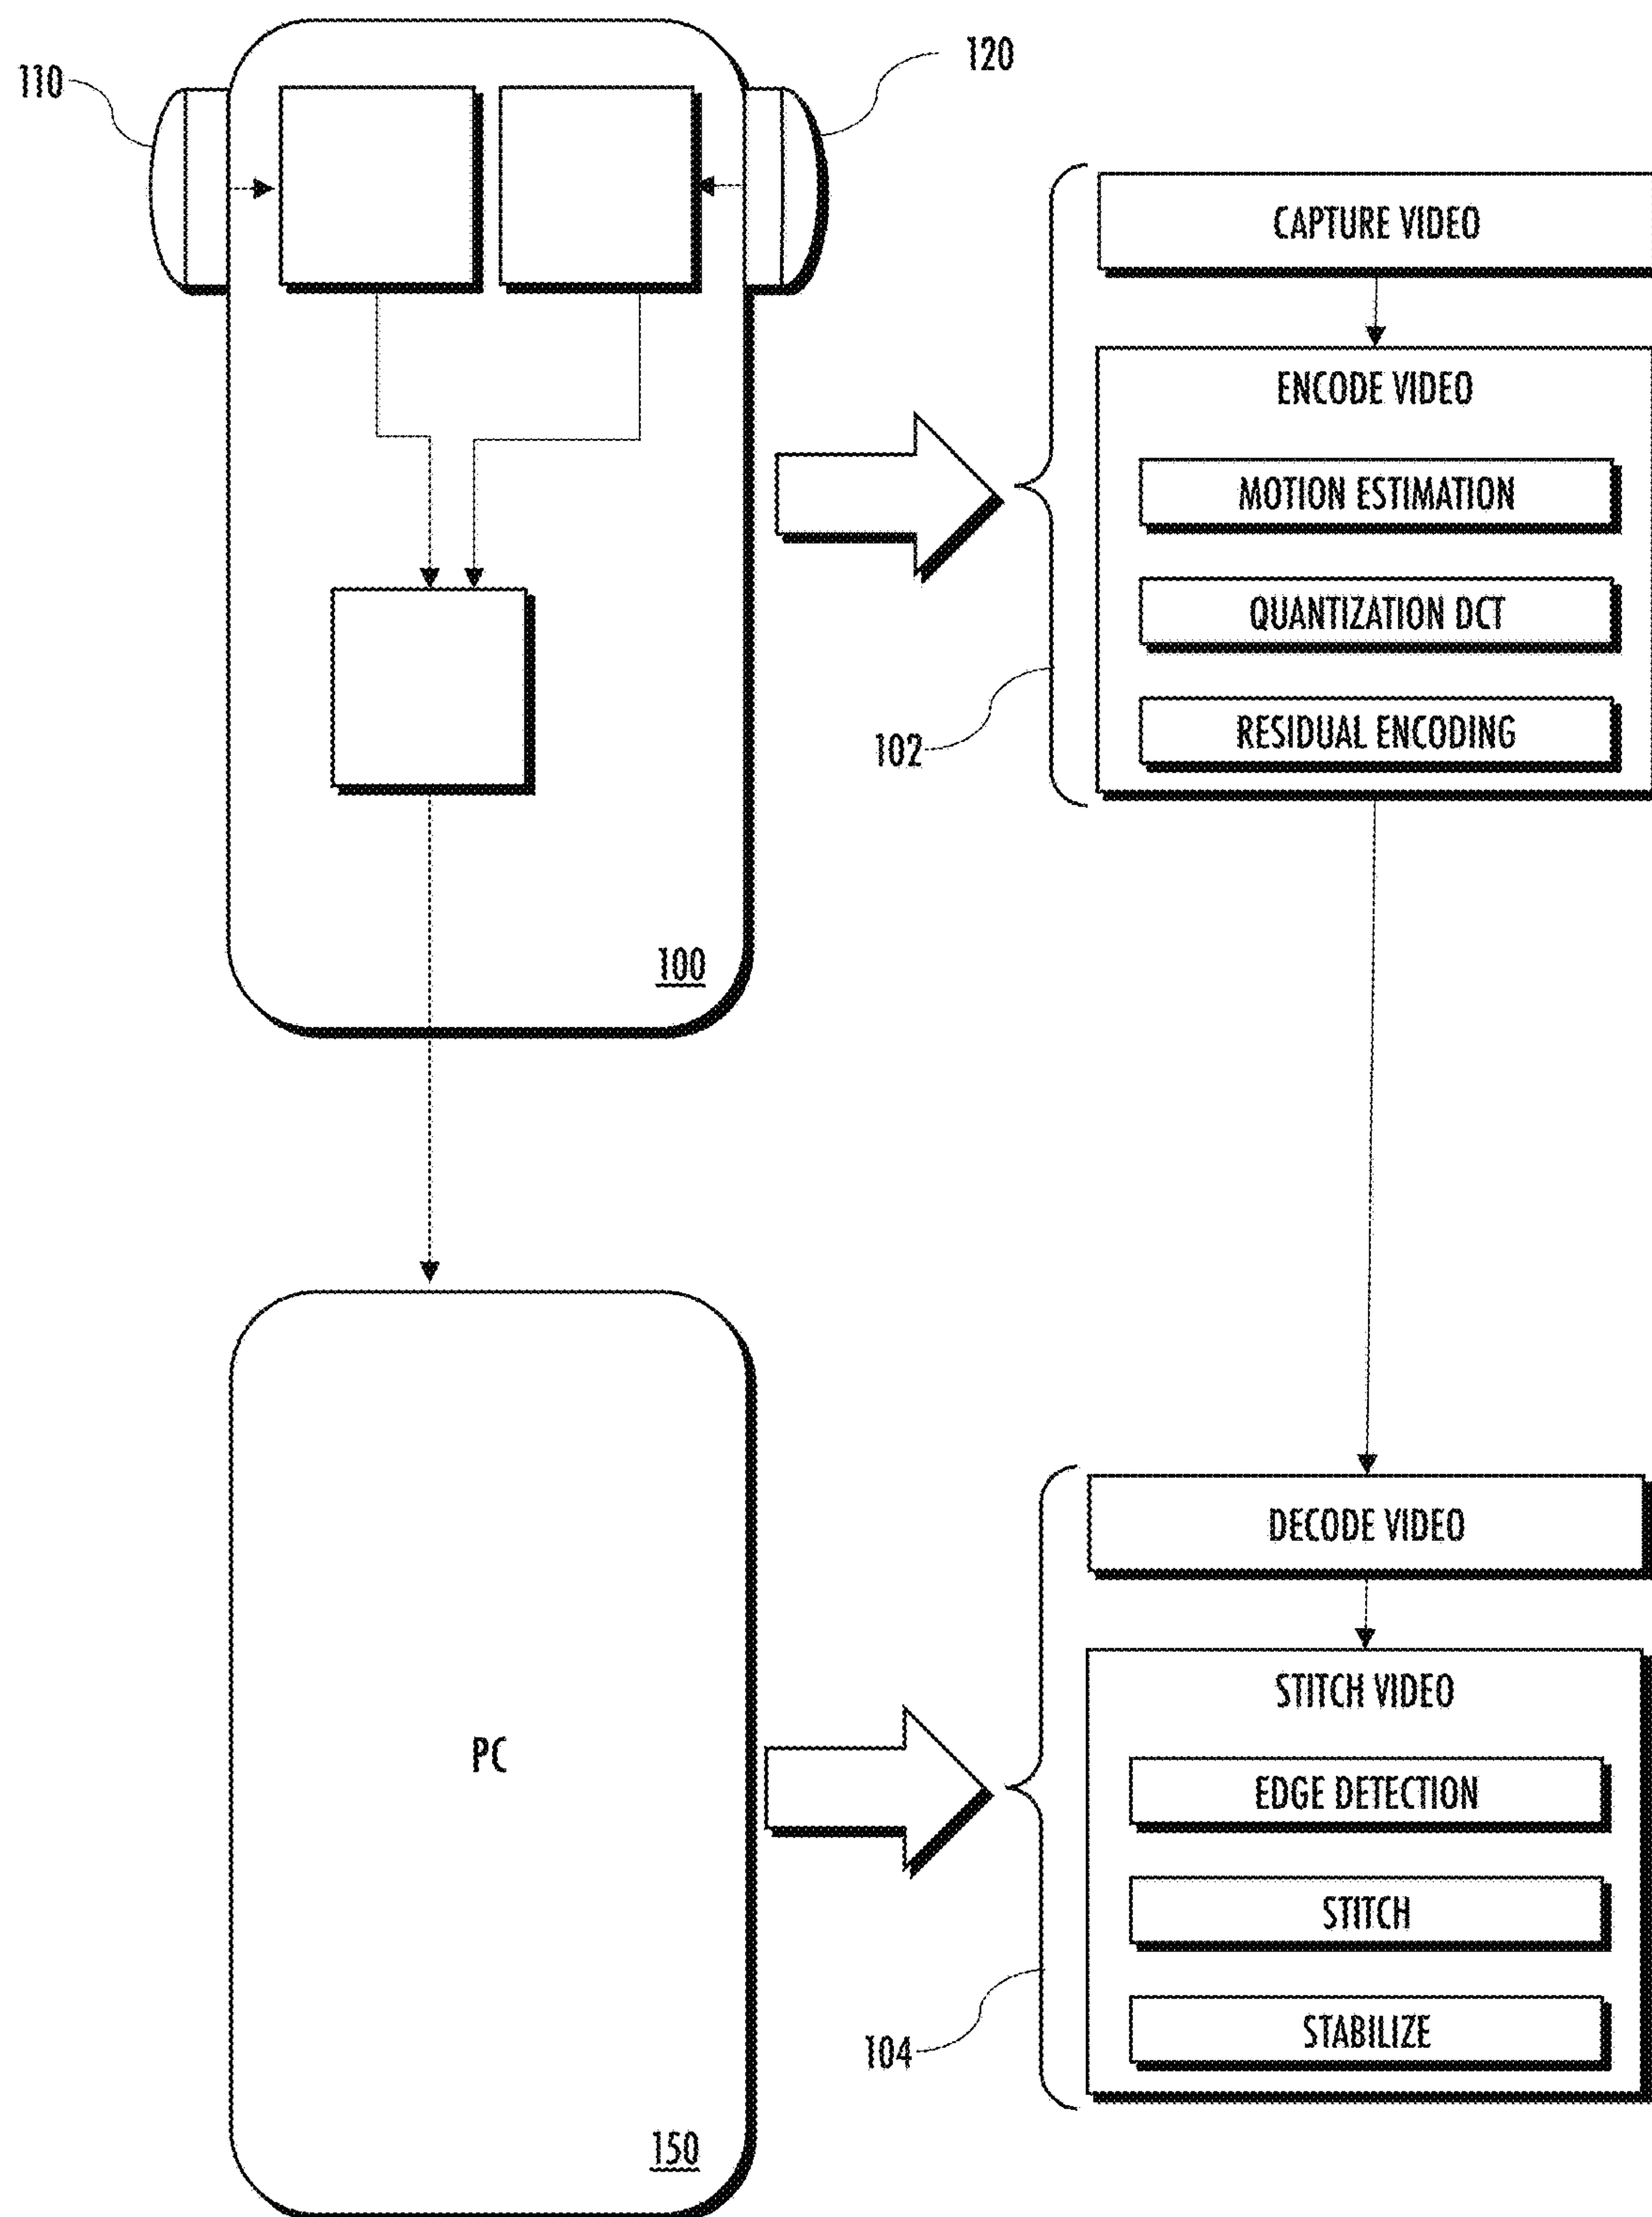 110
120
CAPTURE VIDEO
ENCODE VIDEO
MOTION ESTIMATION
QUANTIZATION DCT
RESIDUAL ENCODING
102
100
DECODE VIDEO
STITCH VIDEO
PC
EDGE DETECTION
STITCH
STABILIZE
104
150